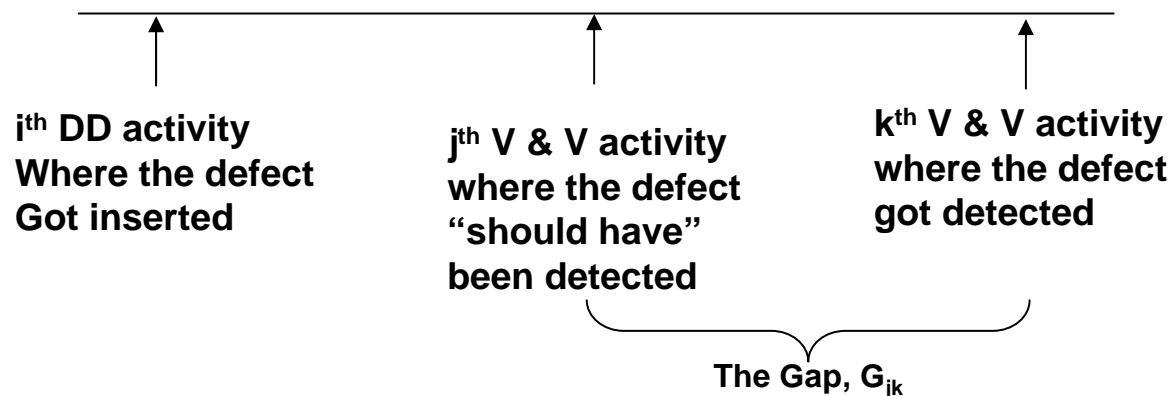 iᵗʰ DD activity
Where the defect
Got inserted
jᵗʰ V & V activity
where the defect
“should have”
been detected
kᵗʰ V & V activity
where the defect
got detected
The Gap, Gⱼₖ